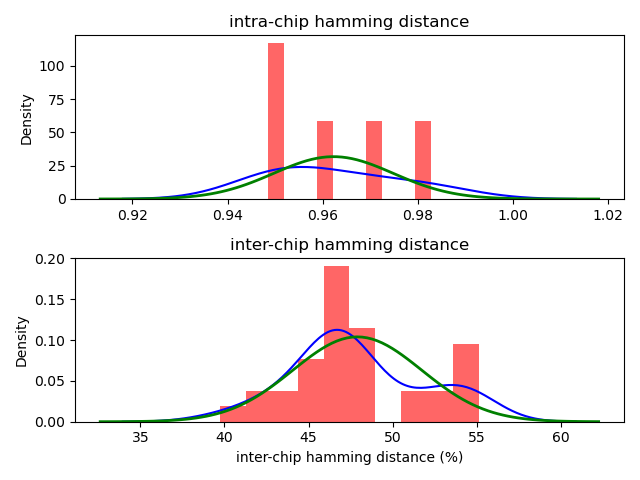 intra-chip hamming distance
Density
100
75
50
25
0
0.92 0.94 0.96 0.98 1.00 1.02
inter-chip hamming distance
Density
0.20
0.15
0.10
0.05
0.00
35 40 45 50 55 60
inter-chip hamming distance (%)